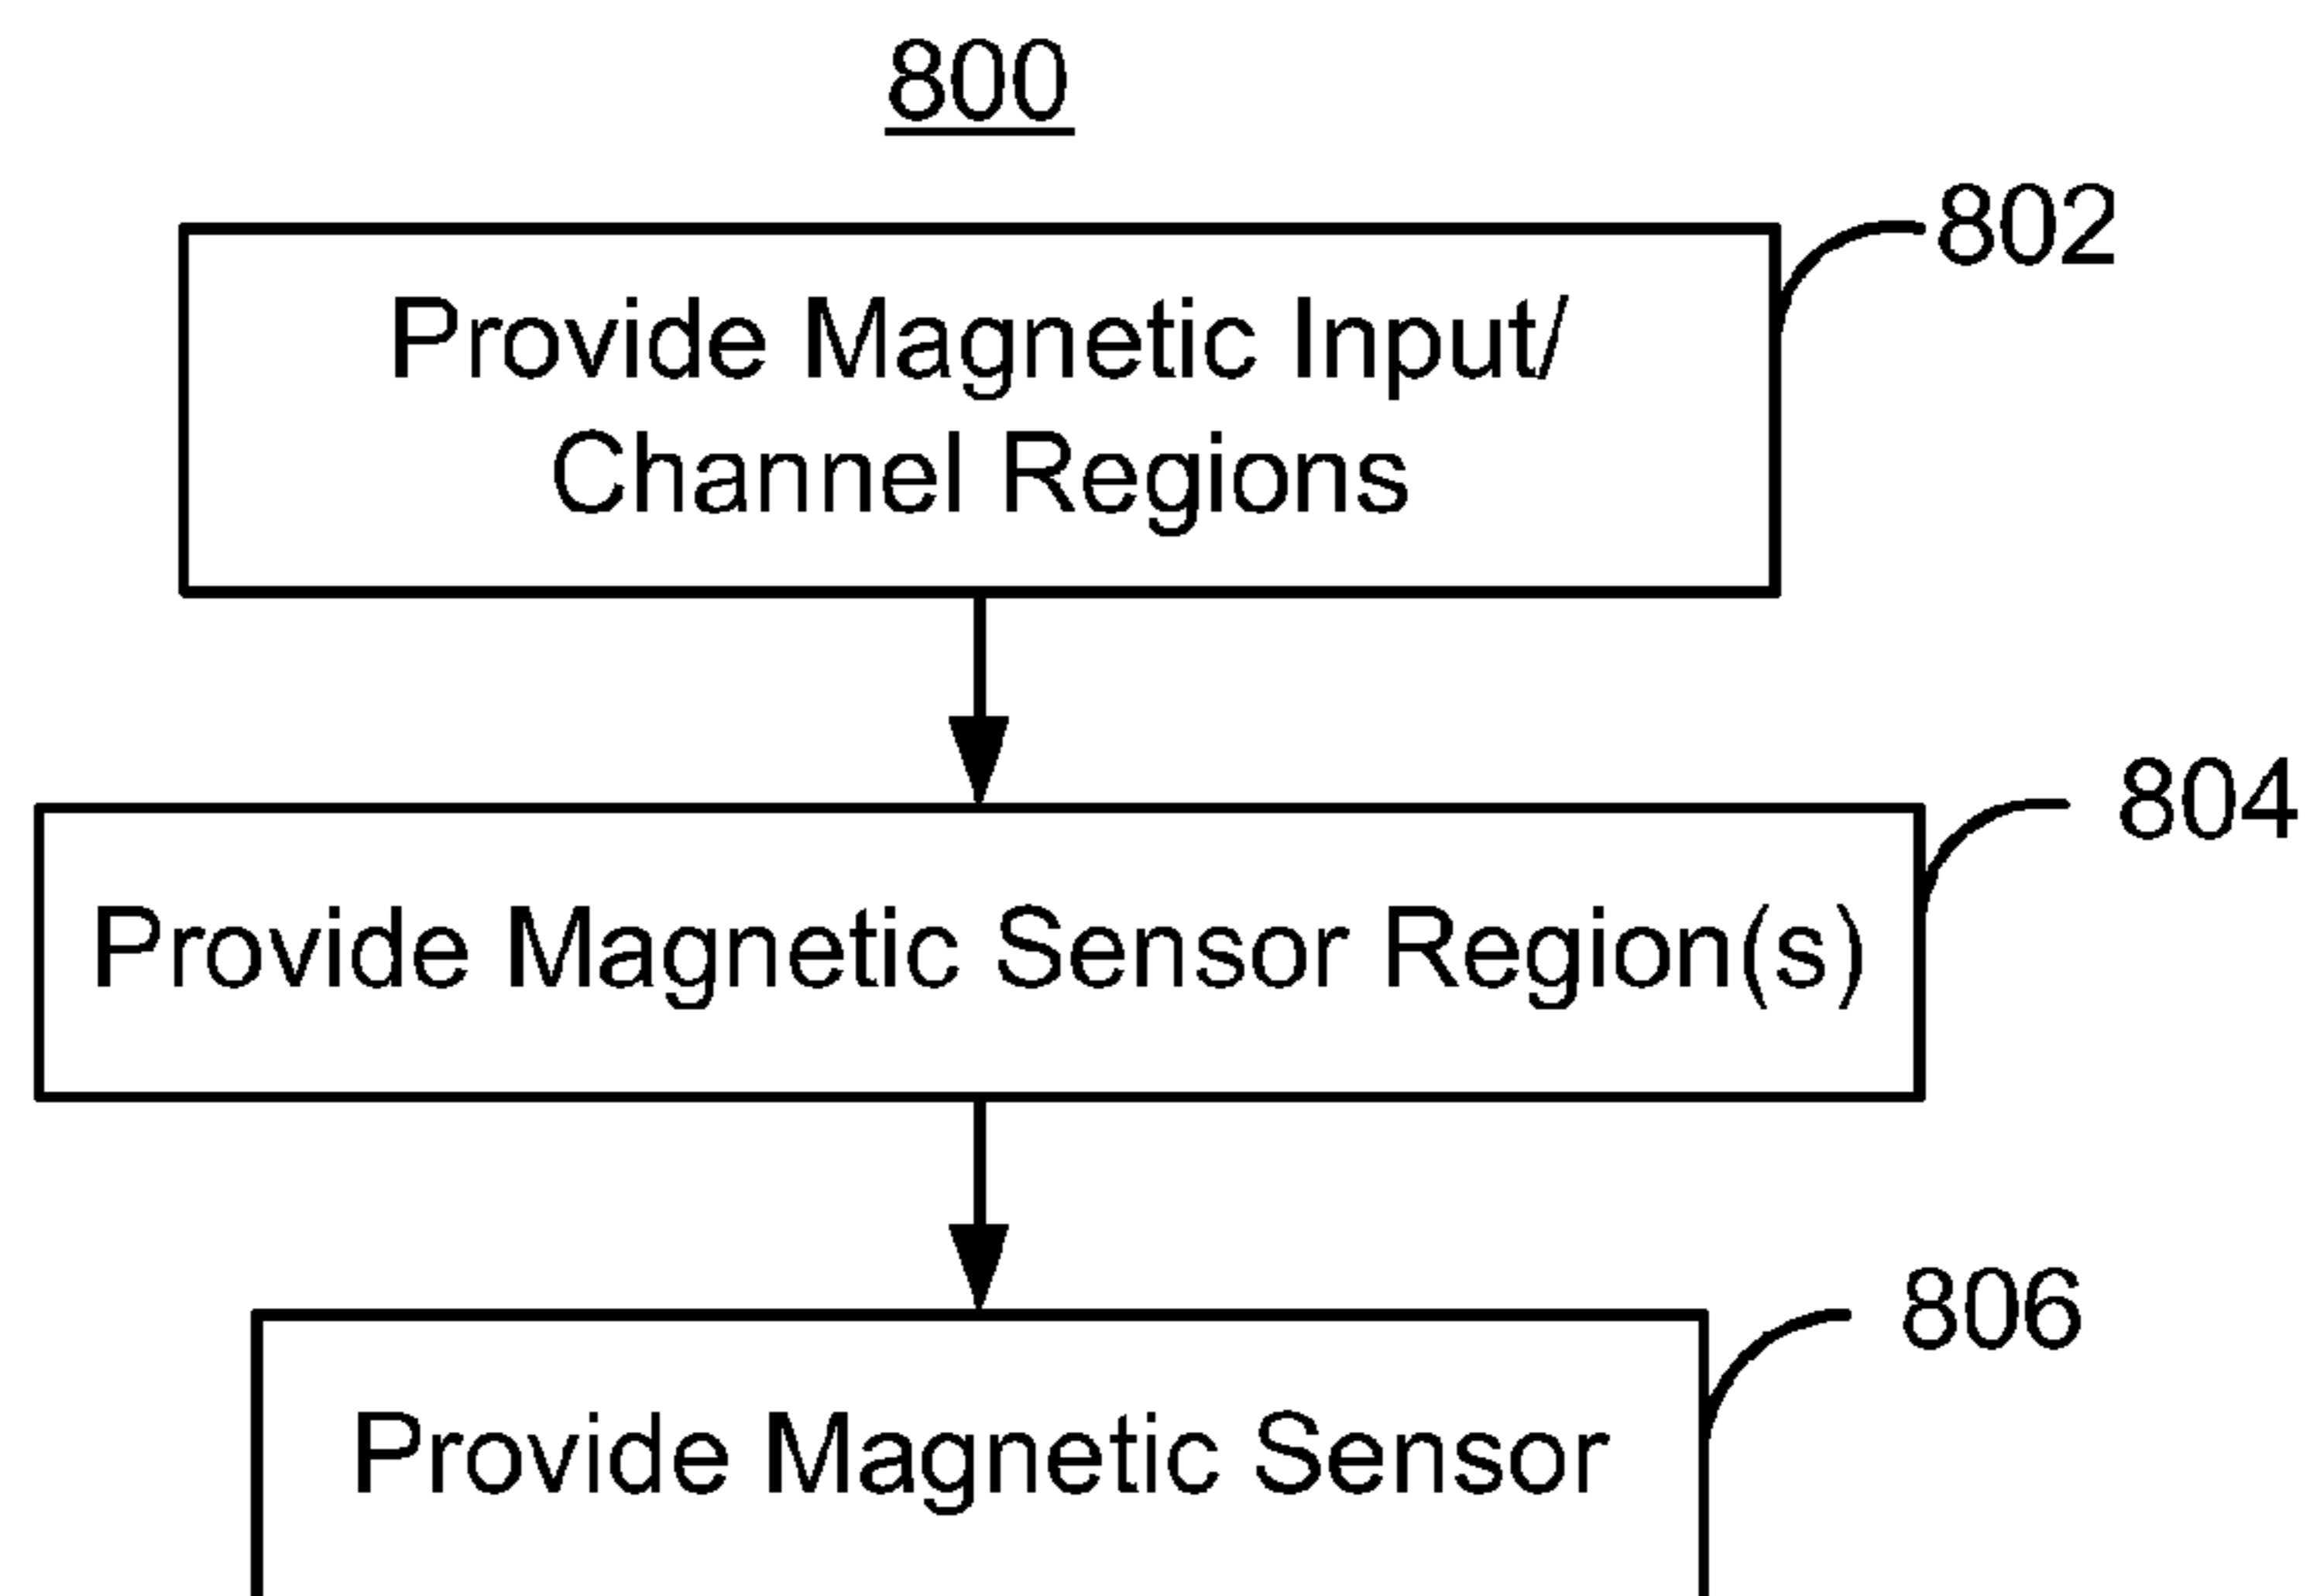 800
802
Provide Magnetic Input/
Channel Regions
804
Provide Magnetic Sensor Region(s)
806
Provide Magnetic Sensor